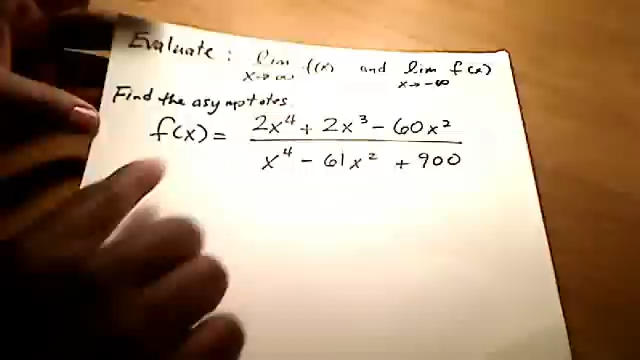 Evaluate: lim x→∞ f(x) and lim x→-∞ f(x)
Find the asymptotes
f(x) = (2x⁴ + 2x³ - 60x²) / (x⁴ - 61x² + 900)